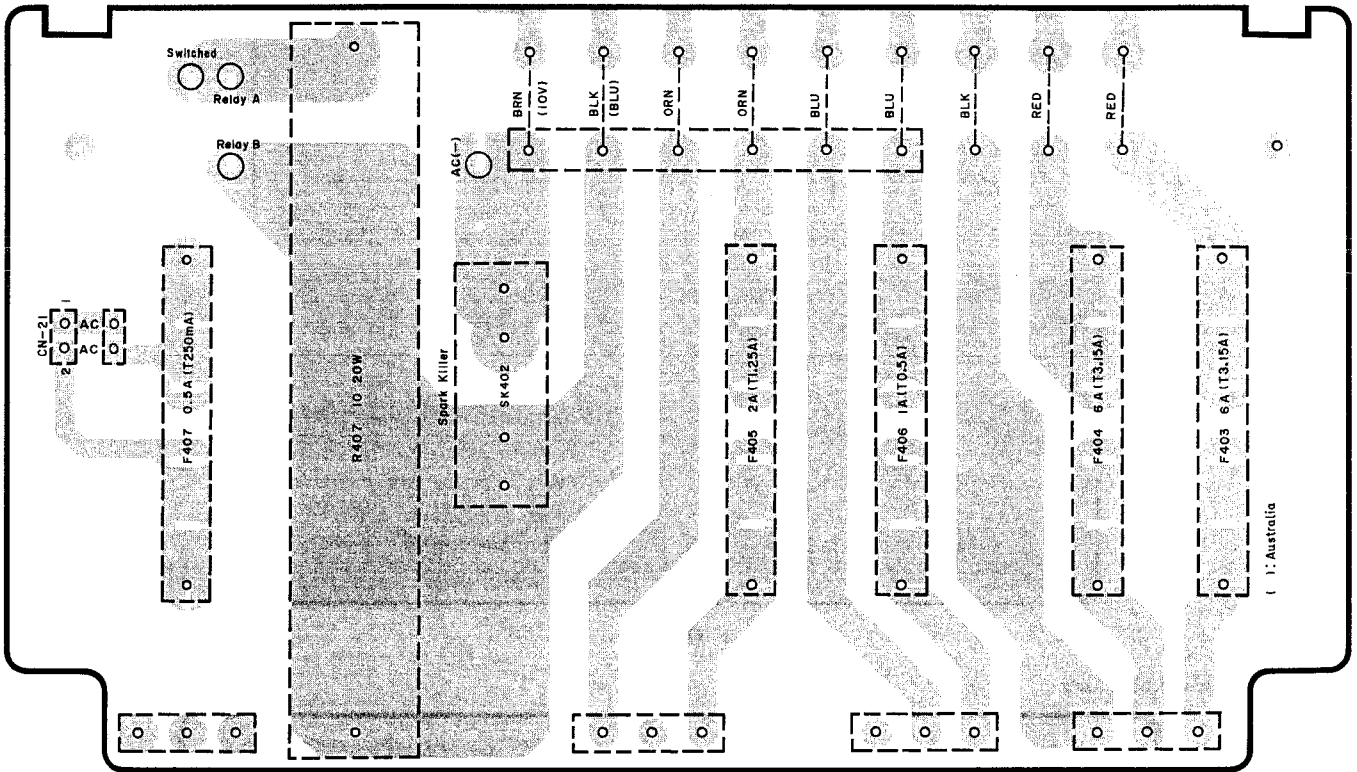 Switched
Relay A
Relay B
AC(−)
BRN
(10V)
BLK
(BLU)
ORN
ORN
BLU
BLU
BLK
RED
RED
CN-21
1
AC
AC
2
F407 0.5A (T250mA)
R407 10 20W
Spark Killer
SK402
F405 2A (T1.25A)
F406 1A (T0.5A)
F404 6A (T3.15A)
F403 6A (T3.15A)
( ): Australia